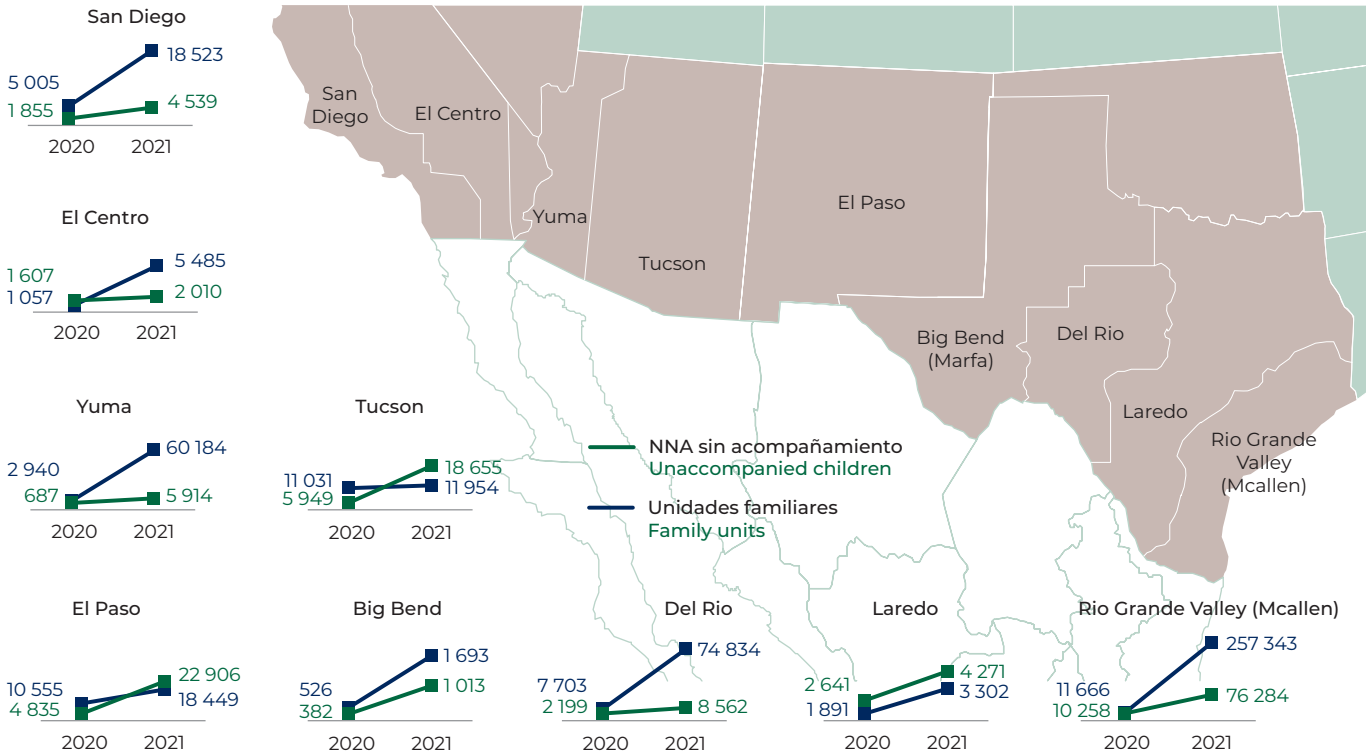 San Diego
18 523
5 005
1 855
4 539
2020 2021
El Centro
1 607
1 057
5 485
2 010
2020 2021
Yuma
2 940
687
60 184
5 914
2020 2021
Tucson
11 031
5 949
18 655
11 954
2020 2021
El Paso
10 555
4 835
22 906
18 449
2020 2021
Big Bend
526
382
1 693
1 013
2020 2021
Del Rio
7 703
2 199
74 834
8 562
2020 2021
Laredo
2 641
1 891
4 271
3 302
2020 2021
Rio Grande Valley (Mcallen)
11 666
10 258
257 343
76 284
2020 2021
NNA sin acompañamiento
Unaccompanied children
Unidades familiares
Family units
San
Diego
El Centro
Yuma
Tucson
El Paso
Big Bend
(Marfa)
Del Rio
Laredo
Rio Grande
Valley
(Mcallen)